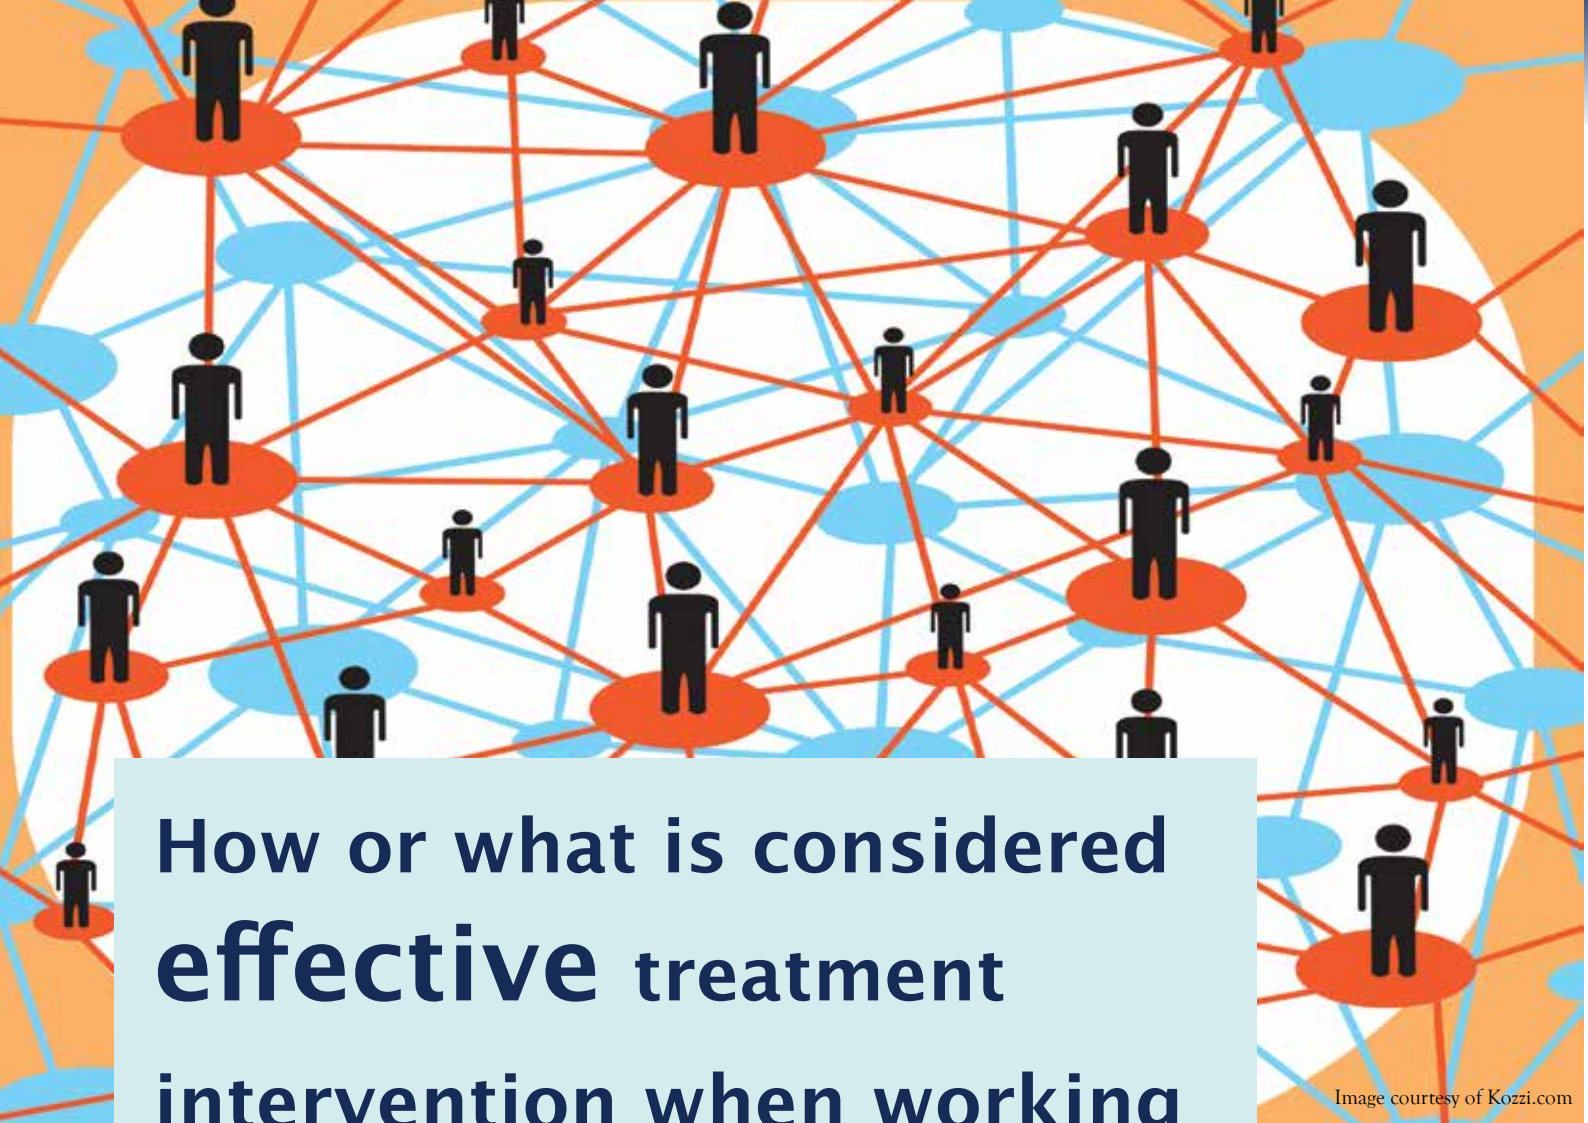 How or what is considered
effective treatment
intervention when working
Image courtesy of Kozzi.com